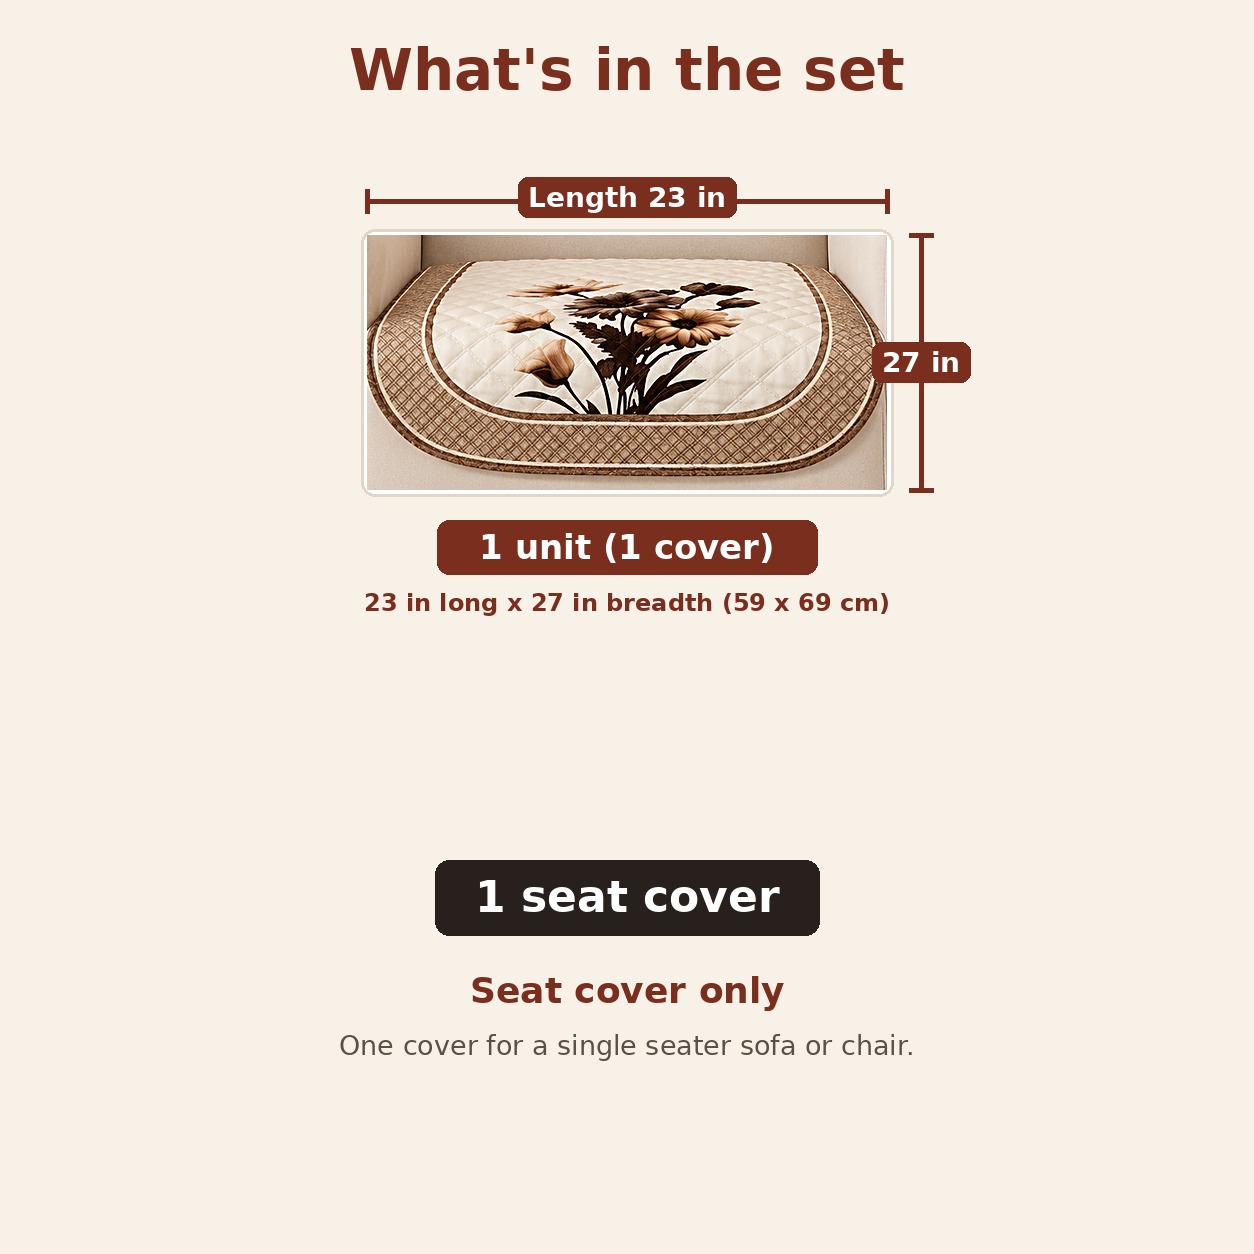 What's in the set
Length 23 in
27 in
1 unit (1 cover)
23 in long x 27 in breadth (59 x 69 cm)
1 seat cover
Seat cover only
One cover for a single seater sofa or chair.